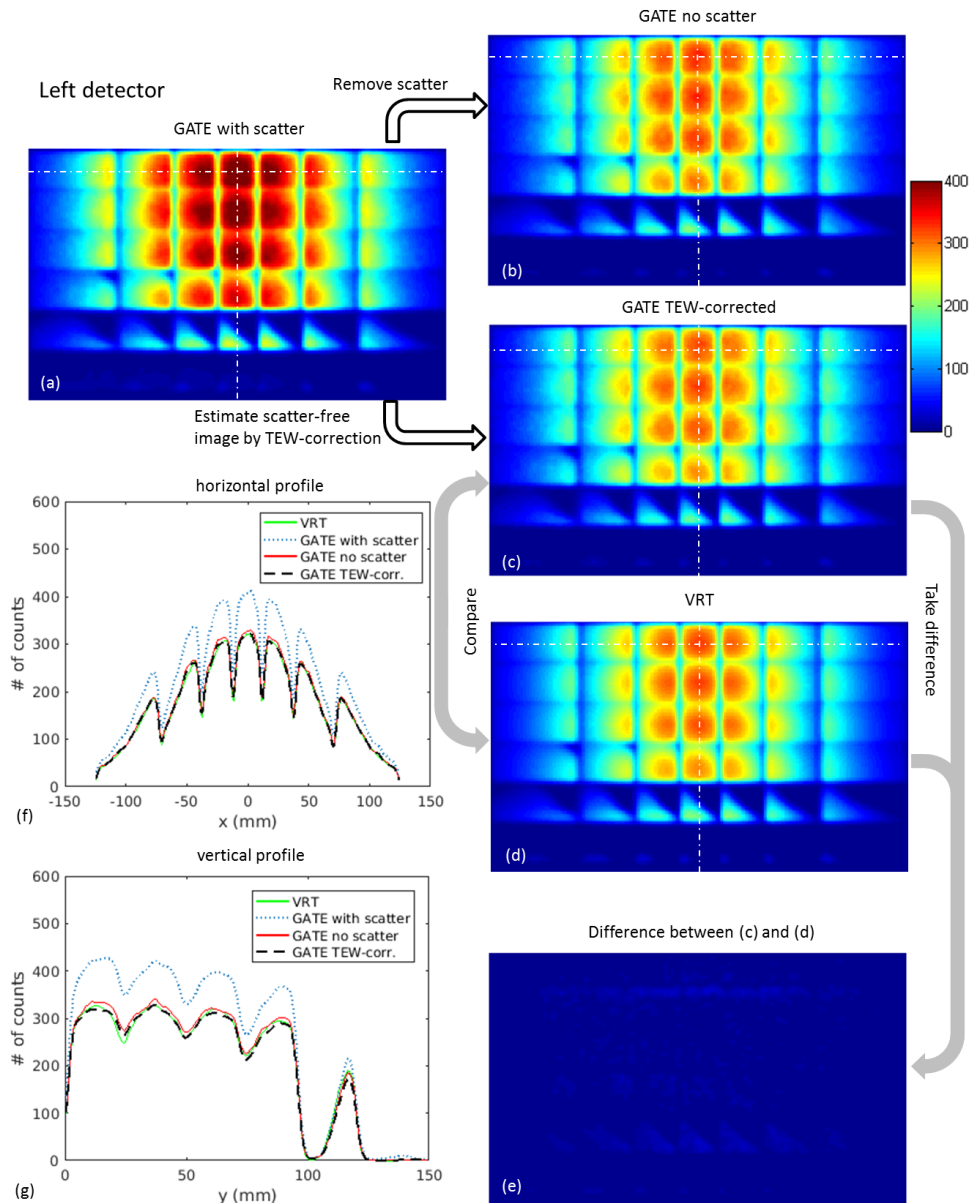 GATE no scatter
Left detector
Remove scatter
GATE with scatter
(a)
(b)
400
300
200
100
0
GATE TEW-corrected
Estimate scatter-free
image by TEW-correction
(c)
horizontal profile
600
500
400
300
200
100
0
# of counts
VRT
GATE with scatter
GATE no scatter
GATE TEW-corr.
-150
-100
-50
0
50
100
150
x (mm)
(f)
Compare
VRT
Take difference
(d)
vertical profile
600
500
400
300
200
100
0
# of counts
VRT
GATE with scatter
GATE no scatter
GATE TEW-corr.
0
50
100
150
y (mm)
(g)
Difference between (c) and (d)
(e)